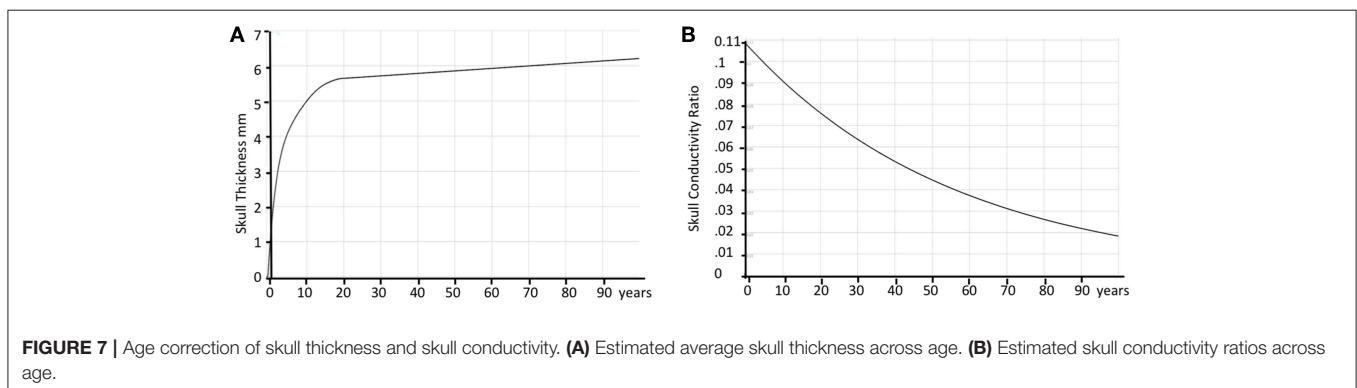 A
7
6
5
4
3
2
1
0
Skull Thickness mm
0 10 20 30 40 50 60 70 80 90 years
B
0.11
.1
.09
.08
.07
.06
.05
.04
.03
.02
.01
0
Skull Conductivity Ratio
0 10 20 30 40 50 60 70 80 90 years
FIGURE 7 | Age correction of skull thickness and skull conductivity. (A) Estimated average skull thickness across age. (B) Estimated skull conductivity ratios across
age.